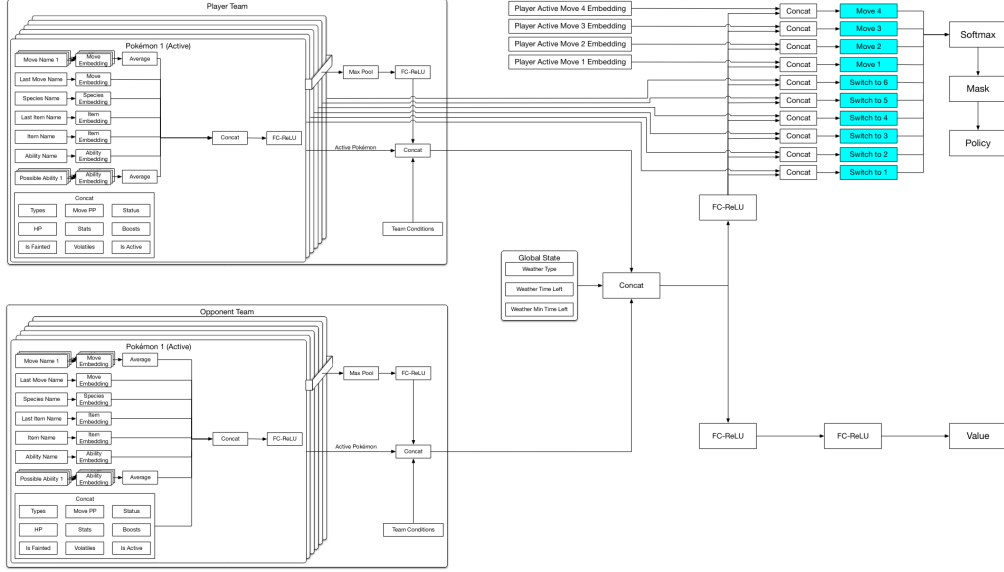 Player Team
Pokémon 1 (Active)
Move Name 1
Move
Embedding
Average
Last Move Name
Move
Embedding
Species Name
Species
Embedding
Last Item Name
Item
Embedding
Item Name
Item
Embedding
Ability Name
Ability
Embedding
Possible Ability 1
Ability
Embedding
Average
Concat
FC-ReLU
Concat
Types
Move PP
Status
HP
Stats
Boosts
Is Fainted
Volatiles
Is Active
Max Pool
FC-ReLU
Active Pokémon
Concat
Team Conditions
Opponent Team
Pokémon 1 (Active)
Move Name 1
Move
Embedding
Average
Last Move Name
Move
Embedding
Species Name
Species
Embedding
Last Item Name
Item
Embedding
Item Name
Item
Embedding
Ability Name
Ability
Embedding
Possible Ability 1
Ability
Embedding
Average
Concat
FC-ReLU
Concat
Types
Move PP
Status
HP
Stats
Boosts
Is Fainted
Volatiles
Is Active
Max Pool
FC-ReLU
Active Pokémon
Concat
Team Conditions
Global State
Weather Type
Weather Time Left
Weather Min Time Left
Concat
Player Active Move 4 Embedding
Player Active Move 3 Embedding
Player Active Move 2 Embedding
Player Active Move 1 Embedding
Concat
Move 4
Concat
Move 3
Concat
Move 2
Concat
Move 1
Concat
Switch to 6
Concat
Switch to 5
Concat
Switch to 4
Concat
Switch to 3
Concat
Switch to 2
Concat
Switch to 1
Softmax
Mask
Policy
FC-ReLU
FC-ReLU
FC-ReLU
Value